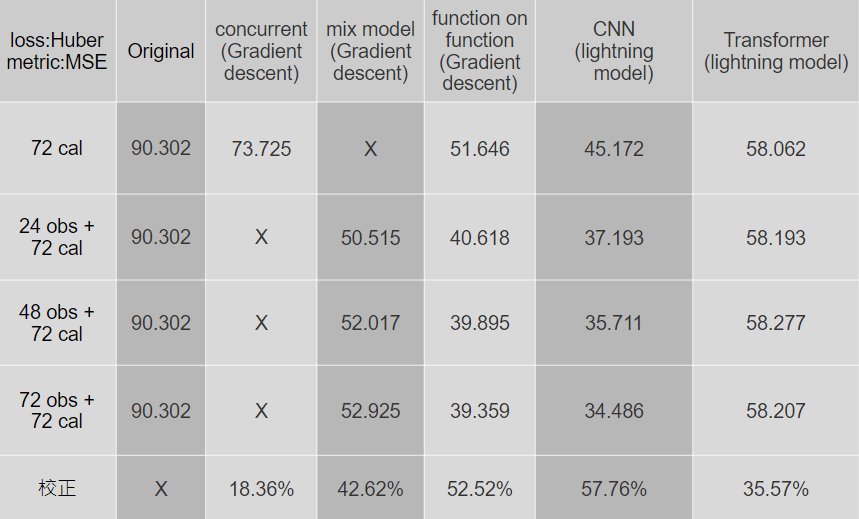 loss:Huber metric:MSE | Original | concurrent (Gradient descent) | mix model (Gradient descent) | function on function (Gradient descent) | CNN (lightning model) | Transformer (lightning model)
72 cal | 90.302 | 73.725 | X | 51.646 | 45.172 | 58.062
24 obs + 72 cal | 90.302 | X | 50.515 | 40.618 | 37.193 | 58.193
48 obs + 72 cal | 90.302 | X | 52.017 | 39.895 | 35.711 | 58.277
72 obs + 72 cal | 90.302 | X | 52.925 | 39.359 | 34.486 | 58.207
校正 | X | 18.36% | 42.62% | 52.52% | 57.76% | 35.57%